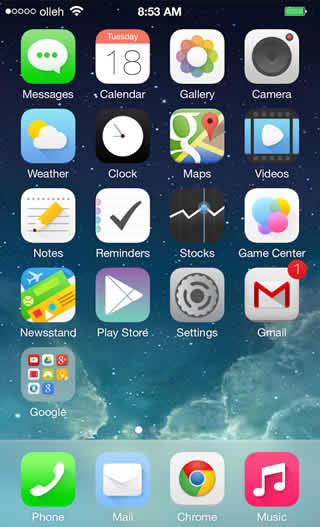 olleh 8:53 AM
Tuesday
18
Messages Calendar Gallery Camera
Weather Clock Maps Videos
Notes Reminders Stocks Game Center
1
Newsstand Play Store Settings Gmail
Google
Phone Mail Chrome Music